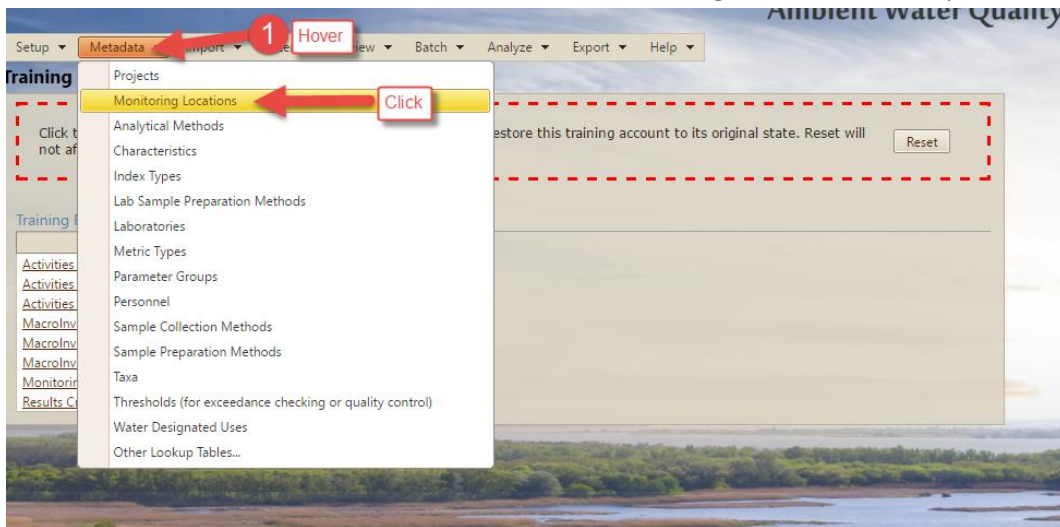 Ambient Water Quality
Setup Metadata 1 Hover Batch Analyze Export Help
Training
Projects
Monitoring Locations Click
Analytical Methods
estore this training account to its original state. Reset will
Click
not
Reset
Characteristics
Index Types
Lab Sample Preparation Methods
Training
Laboratories
Metric Types
Activities
Parameter Groups
Activities
Personnel
Activities
MacroInv
Sample Collection Methods
MacroInv
Sample Preparation Methods
MacroInv
Taxa
Monitorin
Results
Thresholds (for exceedance checking or quality control)
Water Designated Uses
Other Lookup Tables...